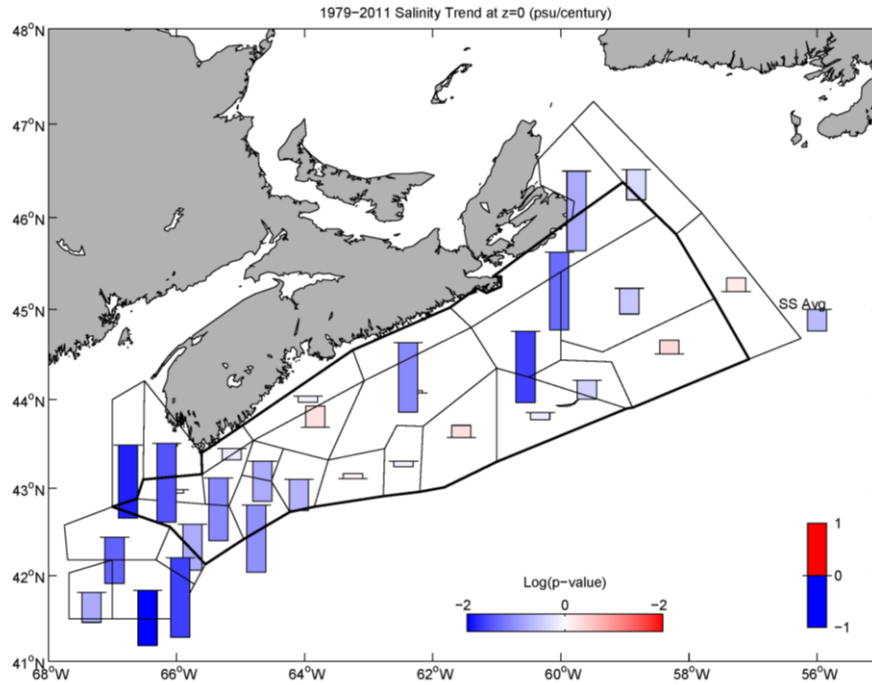 1979−2011 Salinity Trend at z=0 (psu/century)
48°N
47°N
46°N
45°N
44°N
43°N
42°N
41°N
SS Avg
Log(p-value)
−2 0 −2
1
0
−1
68°W 66°W 64°W 62°W 60°W 58°W 56°W